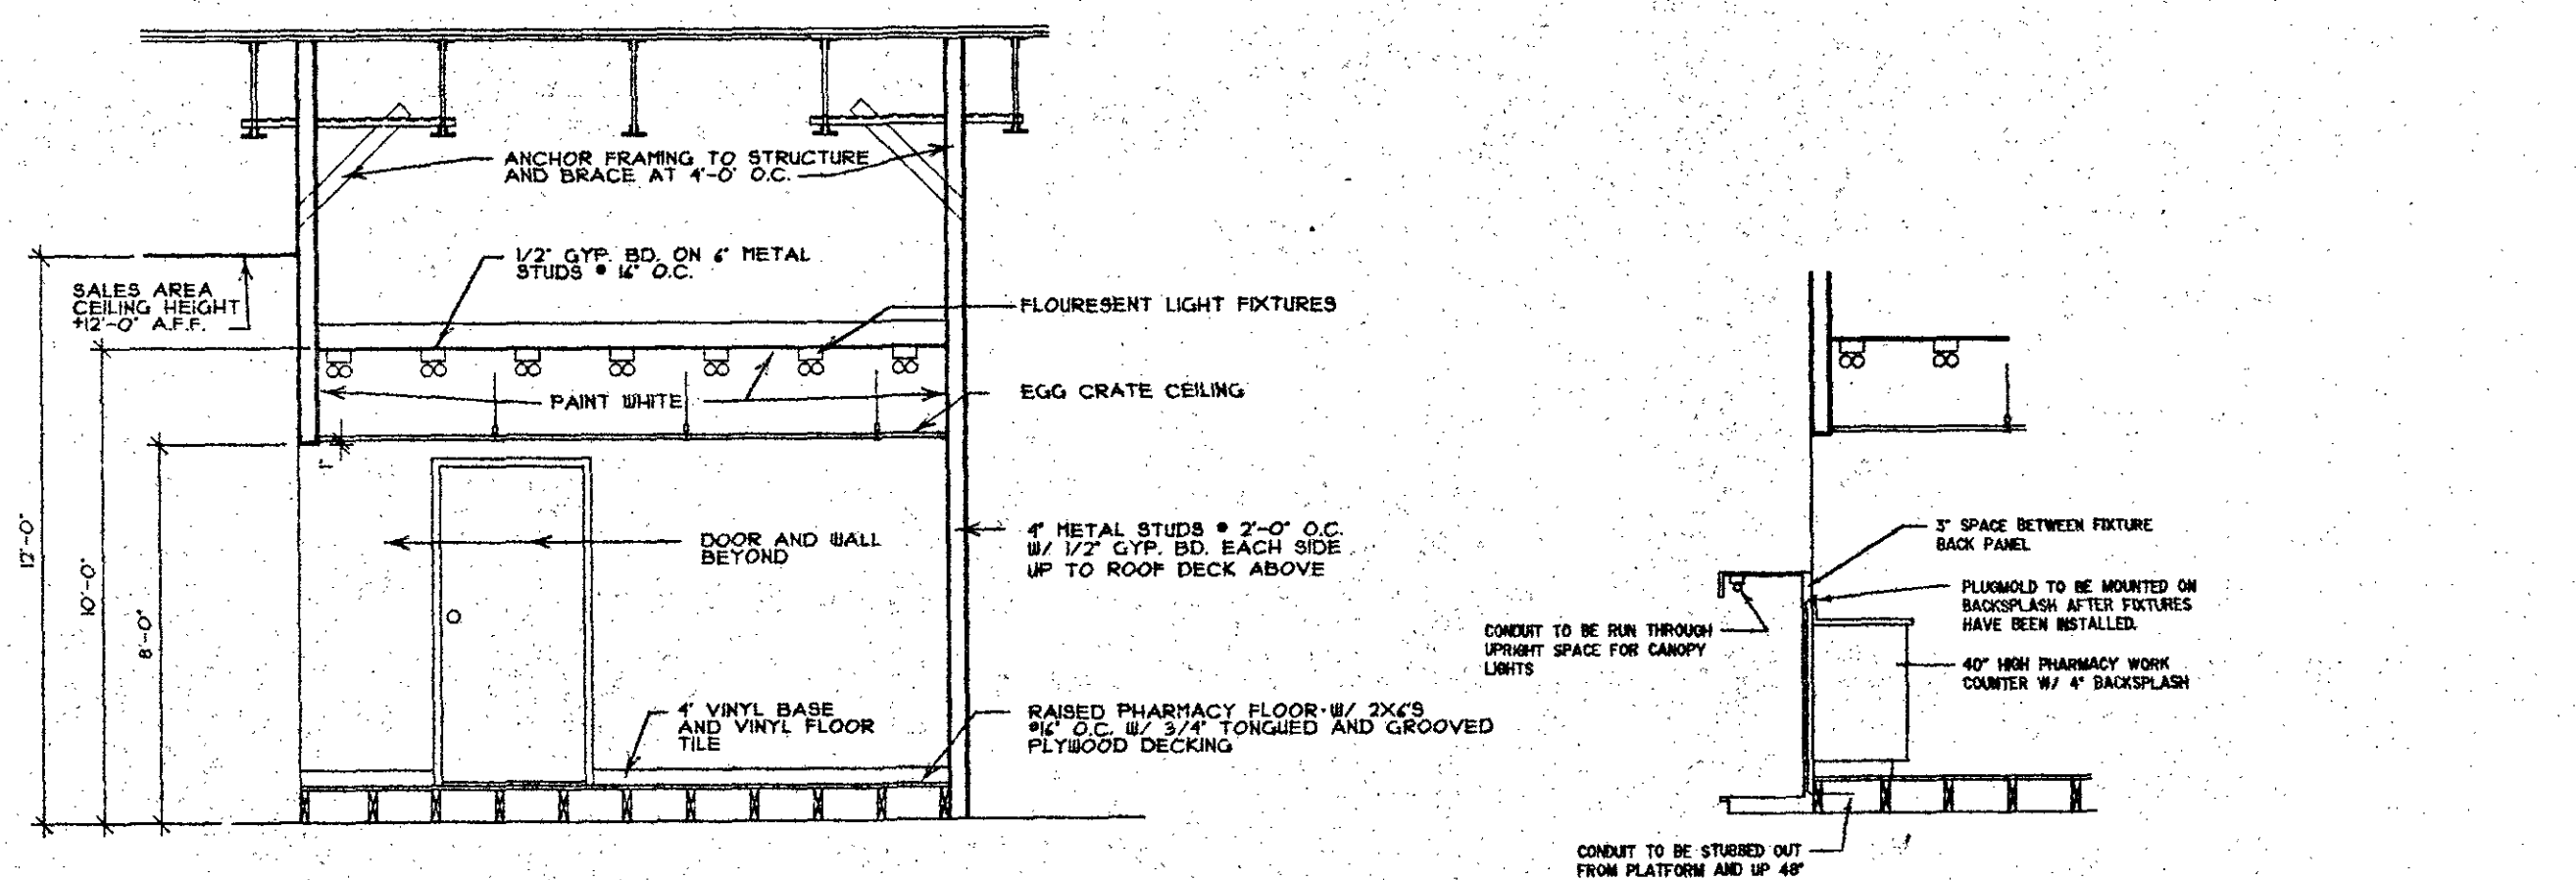 ANCHOR FRAMING TO STRUCTURE
AND BRACE AT 4'-0" O.C.
1/2" GYP. BD. ON 6" METAL
STUDS @ 16" O.C.
SALES AREA
CEILING HEIGHT
+12'-0" A.F.F.
FLOURESENT LIGHT FIXTURES
PAINT WHITE
EGG CRATE CEILING
1"
12'-0"
10'-0"
8'-0"
DOOR AND WALL
BEYOND
4" METAL STUDS @ 2'-0" O.C.
W/ 1/2" GYP. BD. EACH SIDE
UP TO ROOF DECK ABOVE
4" VINYL BASE
AND VINYL FLOOR
TILE
RAISED PHARMACY FLOOR W/ 2X6'S
@16" O.C. W/ 3/4" TONGUED AND GROOVED
PLYWOOD DECKING
3" SPACE BETWEEN FIXTURE
BACK PANEL
PLUGMOLD TO BE MOUNTED ON
BACKSPLASH AFTER FIXTURES
HAVE BEEN INSTALLED.
CONDUIT TO BE RUN THROUGH
UPRIGHT SPACE FOR CANOPY
LIGHTS
40" HIGH PHARMACY WORK
COUNTER W/ 4" BACKSPLASH
CONDUIT TO BE STUBBED OUT
FROM PLATFORM AND UP 48"